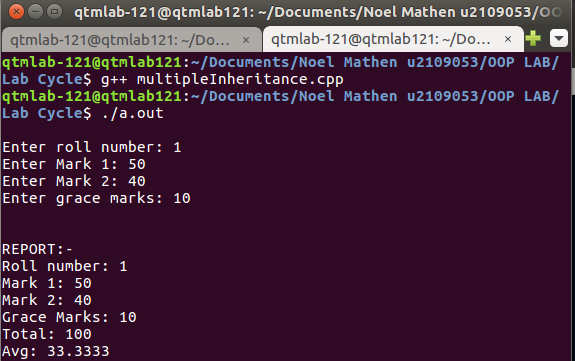 qtmlab-121@qtmlab121: ~/Documents/Noel Mathen u2109053/OO
qtmlab-121@qtmlab121: ~/Do... × qtmlab-121@qtmlab121: ~/Do... ×
qtmlab-121@qtmlab121:~/Documents/Noel Mathen u2109053/OOP LAB/
Lab Cycle$ g++ multipleInheritance.cpp
qtmlab-121@qtmlab121:~/Documents/Noel Mathen u2109053/OOP LAB/
Lab Cycle$ ./a.out
Enter roll number: 1
Enter Mark 1: 50
Enter Mark 2: 40
Enter grace marks: 10
REPORT:-
Roll number: 1
Mark 1: 50
Mark 2: 40
Grace Marks: 10
Total: 100
Avg: 33.3333